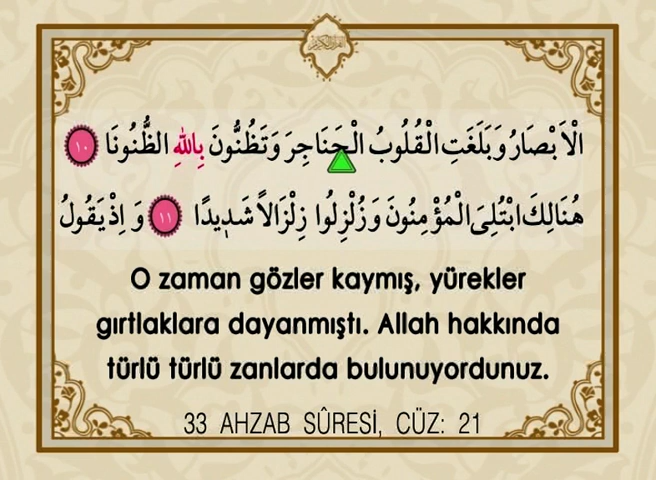 الْاَبْصَارُ وَبَلَغَتِ الْقُلُوبُ الْحَنَاجِرَ وَتَظُنُّونَ بِاللّٰهِ الظُّنُونَا ١٠
هُنَالِكَ ابْتُلِىَ الْمُؤْمِنُونَ وَزُلْزِلُوا زِلْزَالاً شَدٖيدًا ١١ وَ اِذْ يَقُولُ
O zaman gözler kaymış, yürekler
gırtlaklara dayanmıştı. Allah hakkında
türlü türlü zanlarda bulunuyordunuz.
33 AHZAB SÛRESİ, CÜZ: 21